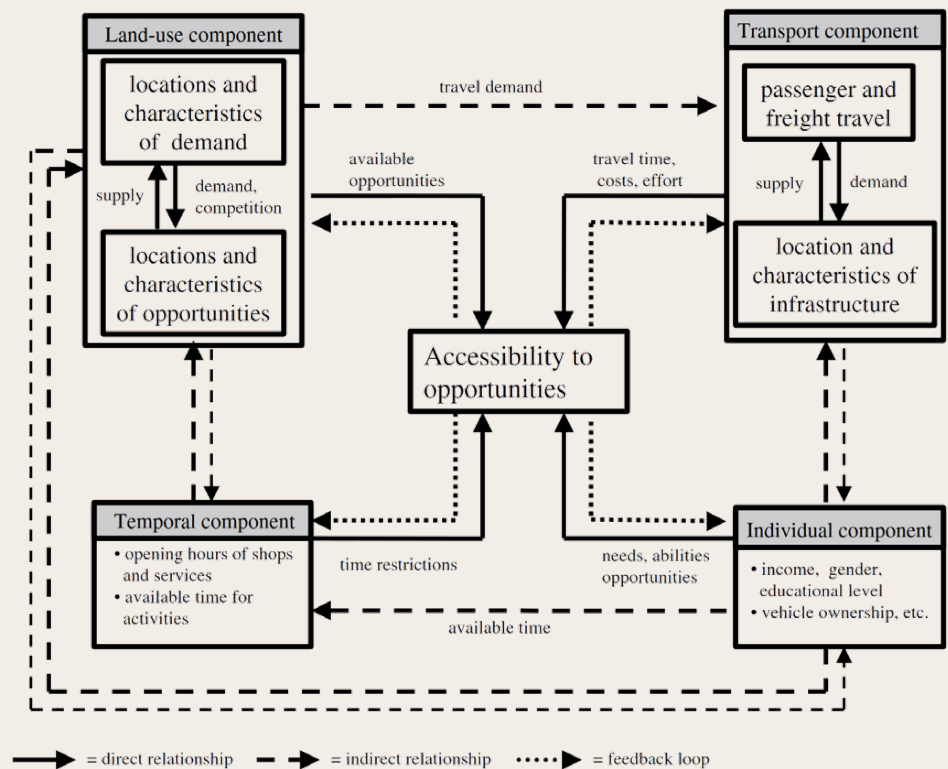 Land-use component
locations and
characteristics
of demand
supply
demand,
competition
locations and
characteristics
of opportunities
travel demand
Transport component
passenger and
freight travel
supply
demand
location and
characteristics of
infrastructure
available
opportunities
travel time,
costs, effort
Accessibility to
opportunities
Temporal component
• opening hours of shops
and services
• available time for
activities
time restrictions
needs, abilities
opportunities
available time
Individual component
• income, gender,
educational level
• vehicle ownership, etc.
= direct relationship
= indirect relationship
= feedback loop